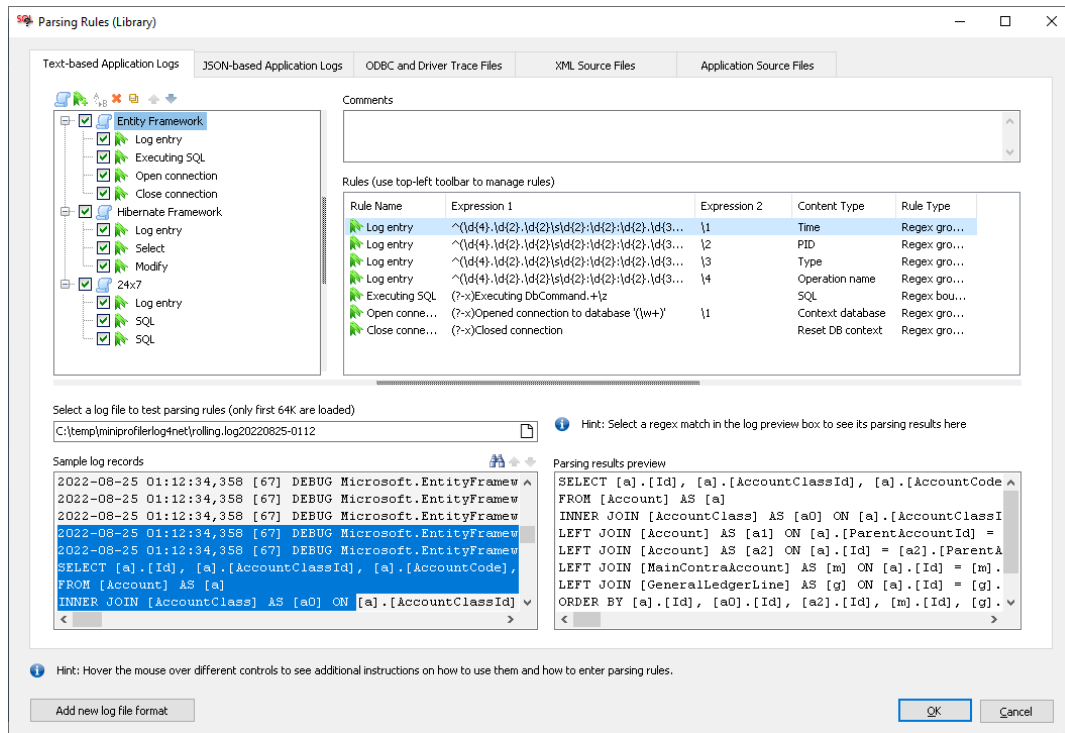 Parsing Rules (Library)
Text-based Application Logs
JSON-based Application Logs
ODBC and Driver Trace Files
XML Source Files
Application Source Files
Entity Framework
Log entry
Executing SQL
Open connection
Close connection
Hibernate Framework
Log entry
Select
Modify
24x7
Log entry
SQL
SQL
Comments
Rules (use top-left toolbar to manage rules)
Rule Name Expression 1 Expression 2 Content Type Rule Type
Log entry ^(\d{4}.\d{2}.\d{2}\s\d{2}:\d{2}:\d{2}.\d{3... \1 Time Regex gro...
Log entry ^(\d{4}.\d{2}.\d{2}\s\d{2}:\d{2}:\d{2}.\d{3... \2 PID Regex gro...
Log entry ^(\d{4}.\d{2}.\d{2}\s\d{2}:\d{2}:\d{2}.\d{3... \3 Type Regex gro...
Log entry ^(\d{4}.\d{2}.\d{2}\s\d{2}:\d{2}:\d{2}.\d{3... \4 Operation name Regex gro...
Executing SQL (?-x)Executing DbCommand.+\z SQL Regex bou...
Open conne... (?-x)Opened connection to database '(\w+)' \1 Context database Regex gro...
Close conne... (?-x)Closed connection Reset DB context Regex gro...
Select a log file to test parsing rules (only first 64K are loaded)
C:\temp\miniprofilerlog4net\rolling.log20220825-0112
Hint: Select a regex match in the log preview box to see its parsing results here
Sample log records
2022-08-25 01:12:34,358 [67] DEBUG Microsoft.EntityFramew
2022-08-25 01:12:34,358 [67] DEBUG Microsoft.EntityFramew
2022-08-25 01:12:34,358 [67] DEBUG Microsoft.EntityFramew
2022-08-25 01:12:34,358 [67] DEBUG Microsoft.EntityFramew
2022-08-25 01:12:34,358 [67] DEBUG Microsoft.EntityFramew
SELECT [a].[Id], [a].[AccountClassId], [a].[AccountCode],
FROM [Account] AS [a]
INNER JOIN [AccountClass] AS [a0] ON [a].[AccountClassId]
Parsing results preview
SELECT [a].[Id], [a].[AccountClassId], [a].[AccountCode
FROM [Account] AS [a]
INNER JOIN [AccountClass] AS [a0] ON [a].[AccountClassI
LEFT JOIN [Account] AS [a1] ON [a].[ParentAccountId] =
LEFT JOIN [Account] AS [a2] ON [a].[Id] = [a2].[ParentA
LEFT JOIN [MainContraAccount] AS [m] ON [a].[Id] = [m].
LEFT JOIN [GeneralLedgerLine] AS [g] ON [a].[Id] = [g].
ORDER BY [a].[Id], [a0].[Id], [a2].[Id], [m].[Id], [g].
Hint: Hover the mouse over different controls to see additional instructions on how to use them and how to enter parsing rules.
Add new log file format
OK
Cancel